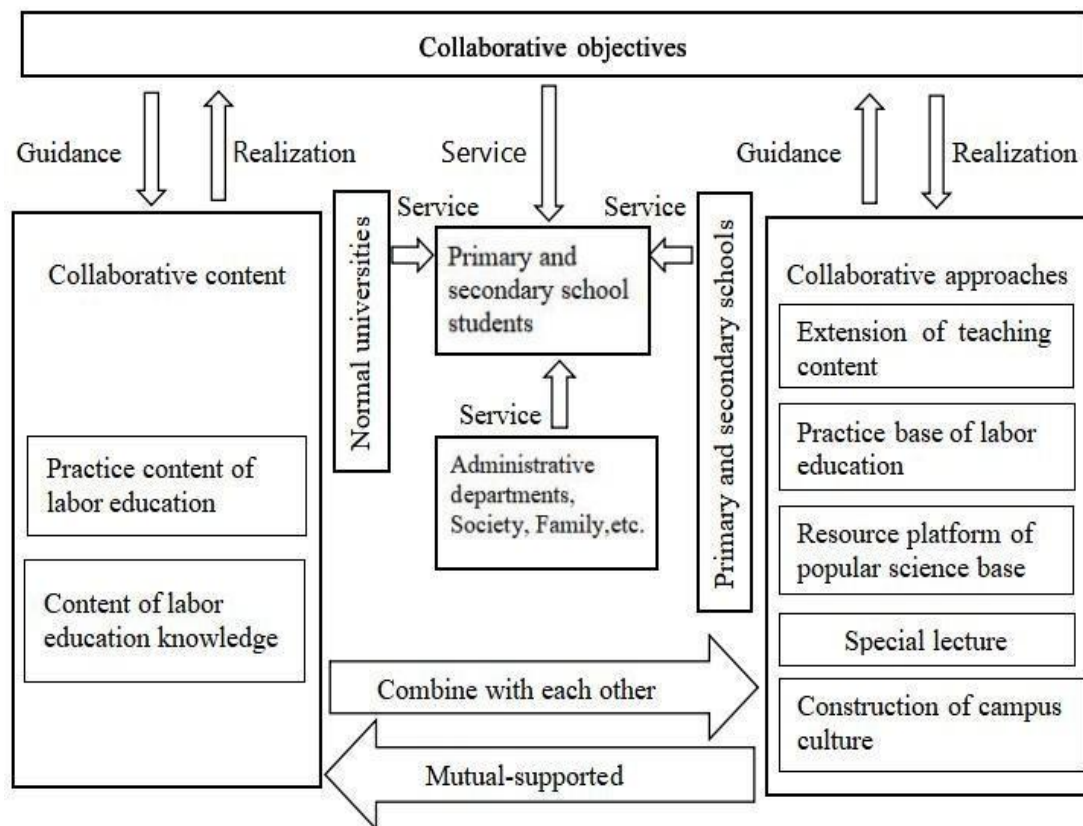 Collaborative objectives
Guidance
Realization
Service
Guidance
Realization
Collaborative content
Practice content of
labor education
Content of labor
education knowledge
Normal universities
Service
Service
Primary and
secondary school
students
Service
Administrative
departments,
Society, Family,etc.
Primary and secondary schools
Collaborative approaches
Extension of teaching
content
Practice base of labor
education
Resource platform of
popular science base
Special lecture
Construction of campus
culture
Combine with each other
Mutual-supported